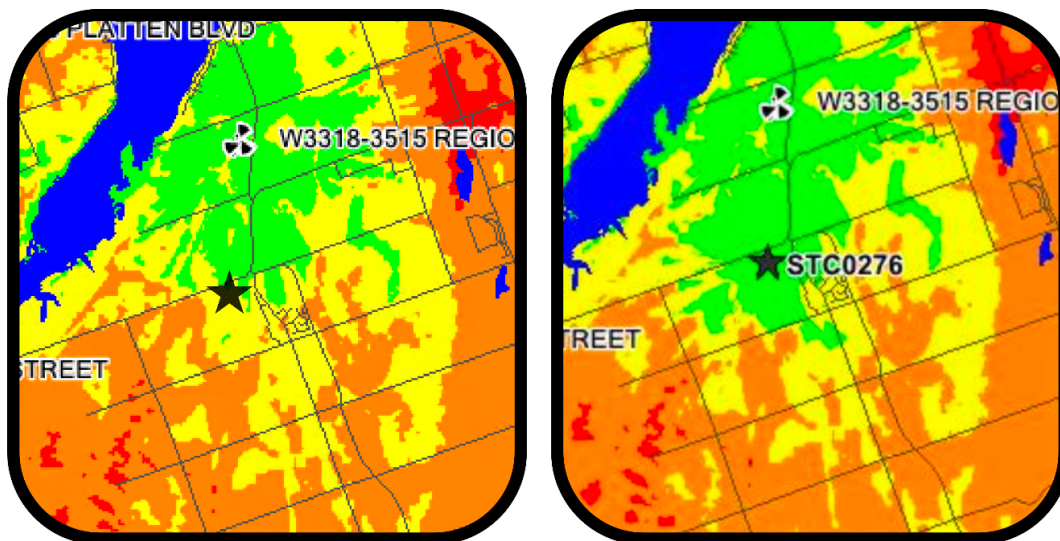 PLATTEN BLVD
W3318-3515 REGIO
STREET
W3318-3515 REGIO
STC0276
TREET